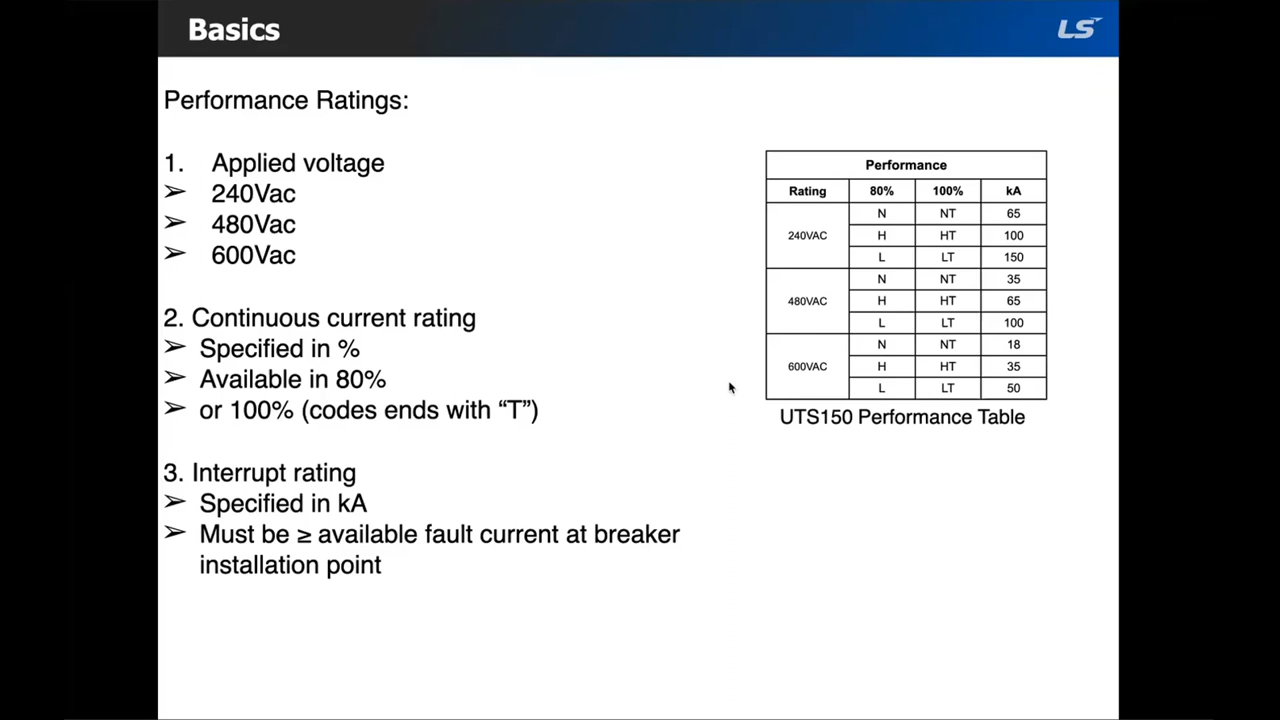 Basics
LS
Performance Ratings:
1. Applied voltage
➢ 240Vac
➢ 480Vac
➢ 600Vac
2. Continuous current rating
➢ Specified in %
➢ Available in 80%
➢ or 100% (codes ends with “T”)
3. Interrupt rating
➢ Specified in kA
➢ Must be ≥ available fault current at breaker
installation point
Performance
Rating 80% 100% kA
240VAC
N NT 65
H HT 100
L LT 150
480VAC
N NT 35
H HT 65
L LT 100
600VAC
N NT 18
H HT 35
L LT 50
UTS150 Performance Table